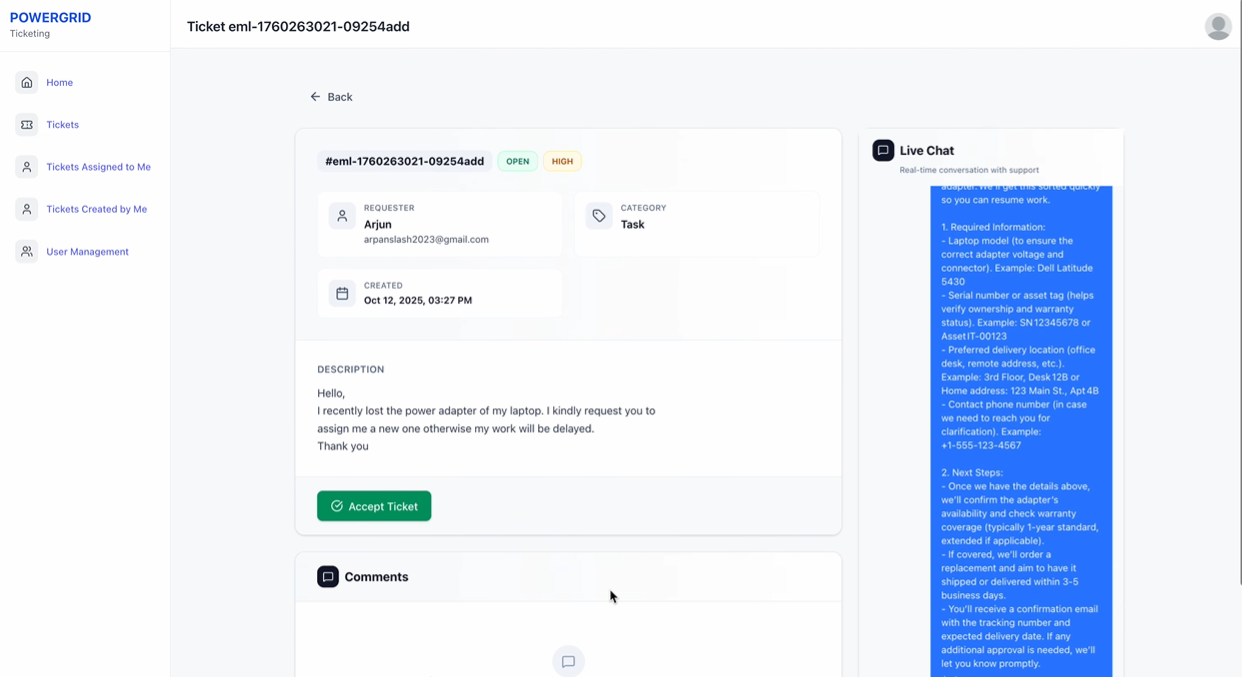 POWERGRID
Ticketing
Ticket eml-1760263021-09254add
Home
Tickets
Tickets Assigned to Me
Tickets Created by Me
User Management
Back
#eml-1760263021-09254add
OPEN
HIGH
REQUESTER
Arjun
arpanslash2023@gmail.com
CATEGORY
Task
CREATED
Oct 12, 2025, 03:27 PM
DESCRIPTION
Hello,
I recently lost the power adapter of my laptop. I kindly request you to
assign me a new one otherwise my work will be delayed.
Thank you
Accept Ticket
Comments
Live Chat
Real-time conversation with support
adapter. We'll get this sorted quickly
so you can resume work.
1. Required Information:
- Laptop model (to ensure the
correct adapter voltage and
connector). Example: Dell Latitude
5430
- Serial number or asset tag (helps
verify ownership and warranty
status). Example: SN 12345678 or
Asset IT-00123
- Preferred delivery location (office
desk, remote address, etc.).
Example: 3rd Floor, Desk 12B or
Home address: 123 Main St., Apt 4B
- Contact phone number (in case
we need to reach you for
clarification). Example:
+1-555-123-4567
2. Next Steps:
- Once we have the details above,
we'll confirm the adapter's
availability and check warranty
coverage (typically 1-year standard,
extended if applicable).
- If covered, we'll order a
replacement and aim to have it
shipped or delivered within 3-5
business days.
- You'll receive a confirmation email
with the tracking number and
expected delivery date. If any
additional approval is needed, we'll
let you know promptly.